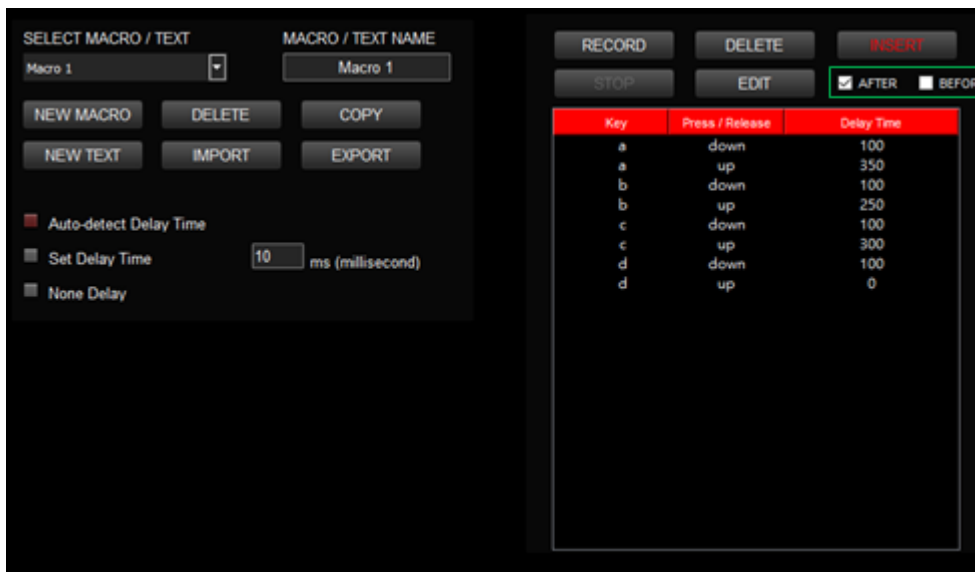 SELECT MACRO / TEXT
MACRO / TEXT NAME
Macro 1
Macro 1
NEW MACRO DELETE COPY
NEW TEXT IMPORT EXPORT
Auto-detect Delay Time
Set Delay Time 10 ms (millisecond)
None Delay
RECORD DELETE INSERT
STOP EDIT AFTER BEFOR
Key Press / Release Delay Time
a down 100
a up 350
b down 100
b up 250
c down 100
c up 300
d down 100
d up 0